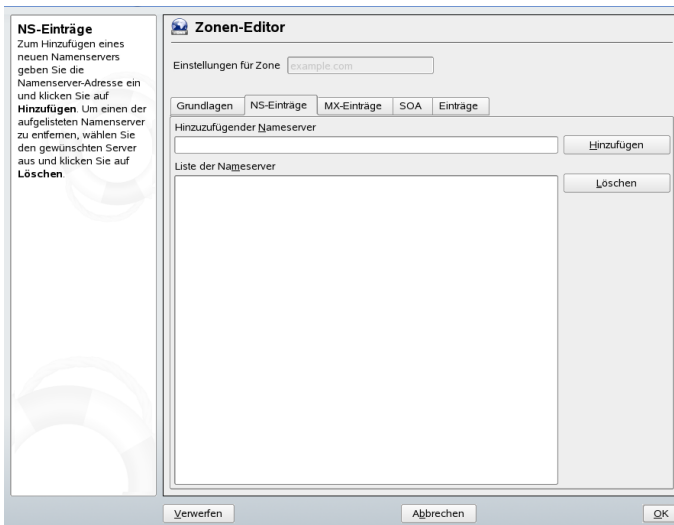 NS-Einträge
Zum Hinzufügen eines
neuen Namenservers
geben Sie die
Namenserver-Adresse ein
und klicken Sie auf
Hinzufügen. Um einen der
aufgelisteten Namenserver
zu entfernen, wählen Sie
den gewünschten Server
aus und klicken Sie auf
Löschen.
Zonen-Editor
Einstellungen für Zone example.com
Grundlagen NS-Einträge MX-Einträge SOA Einträge
Hinzuzufügender Nameserver
Hinzufügen
Liste der Nameserver
Löschen
Verwerfen Abbrechen OK